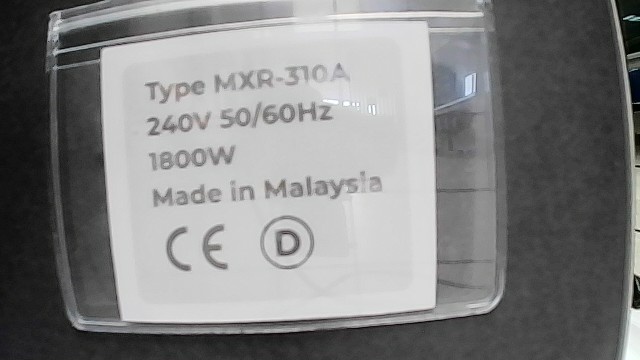 Type MXR-310A
240V 50/60Hz
1800W
Made in Malaysia
CE D